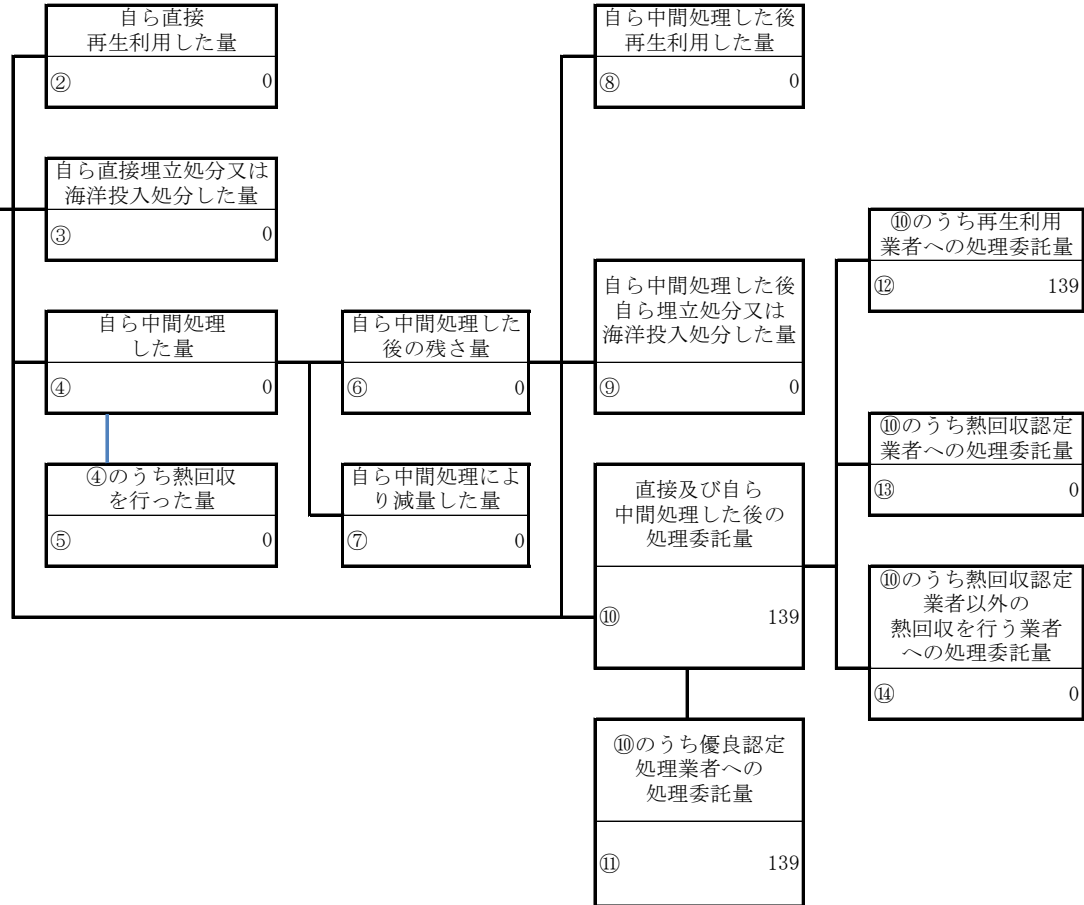 自ら直接
再生利用した量
② 0
自ら直接埋立処分又は
海洋投入処分した量
③ 0
自ら中間処理
した量
④ 0
④のうち熱回収
を行った量
⑤ 0
自ら中間処理した
後の残さ量
⑥ 0
自ら中間処理によ
り減量した量
⑦ 0
自ら中間処理した後
再生利用した量
⑧ 0
自ら中間処理した後
自ら埋立処分又は
海洋投入処分した量
⑨ 0
直接及び自ら
中間処理した後の
処理委託量
⑩ 139
⑩のうち優良認定
処理業者への
処理委託量
⑪ 139
⑩のうち再生利用
業者への処理委託量
⑫ 139
⑩のうち熱回収認定
業者への処理委託量
⑬ 0
⑩のうち熱回収認定
業者以外の
熱回収を行う業者
への処理委託量
⑭ 0